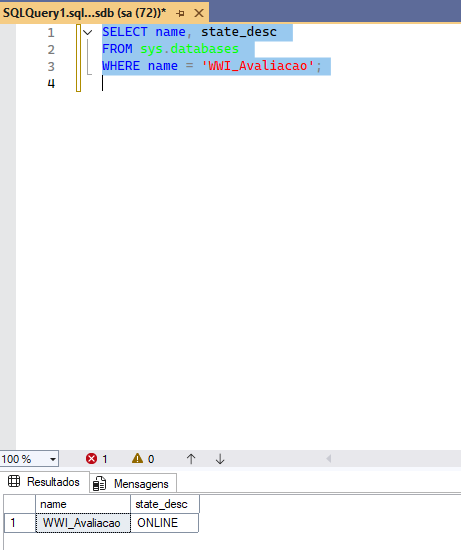 SQLQuery1.sql...sdb (sa (72))*
1 SELECT name, state_desc
2 FROM sys.databases
3 WHERE name = 'WWI_Avaliacao';
4
100 % 1 0
Resultados Mensagens
name state_desc
1 WWI_Avaliacao ONLINE